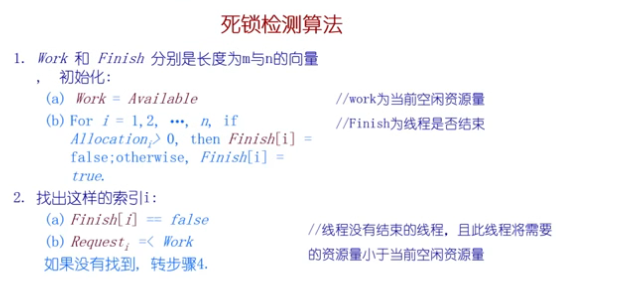 死锁检测算法
1. Work 和 Finish 分别是长度为m与n的向量
, 初始化:
(a) Work = Available //work为当前空闲资源量
(b) For i = 1,2, …, n, if //Finish为线程是否结束
Allocationᵢ> 0, then Finish[i] =
false;otherwise, Finish[i] =
true.
2. 找出这样的索引i:
(a) Finish[i] == false
(b) Requestᵢ =< Work
//线程没有结束的线程，且此线程将需要
的资源量小于当前空闲资源量
如果没有找到, 转步骤4.